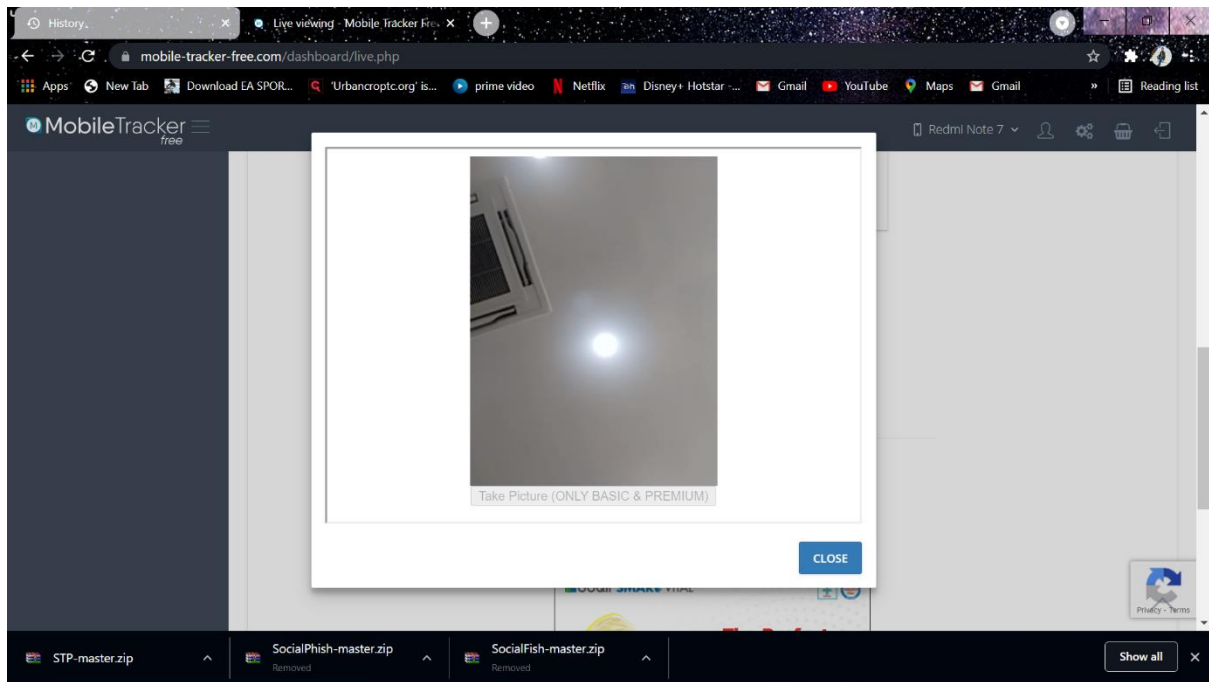 History
Live viewing - Mobile Tracker Fre
mobile-tracker-free.com/dashboard/live.php
Apps New Tab Download EA SPOR... 'Urbancroptc.org' is... prime video Netflix Disney+ Hotstar -... Gmail YouTube Maps Gmail » Reading list
MobileTracker
free
Redmi Note 7
Take Picture (ONLY BASIC & PREMIUM)
CLOSE
Privacy - Terms
STP-master.zip
SocialPhish-master.zip
Removed
SocialFish-master.zip
Removed
Show all